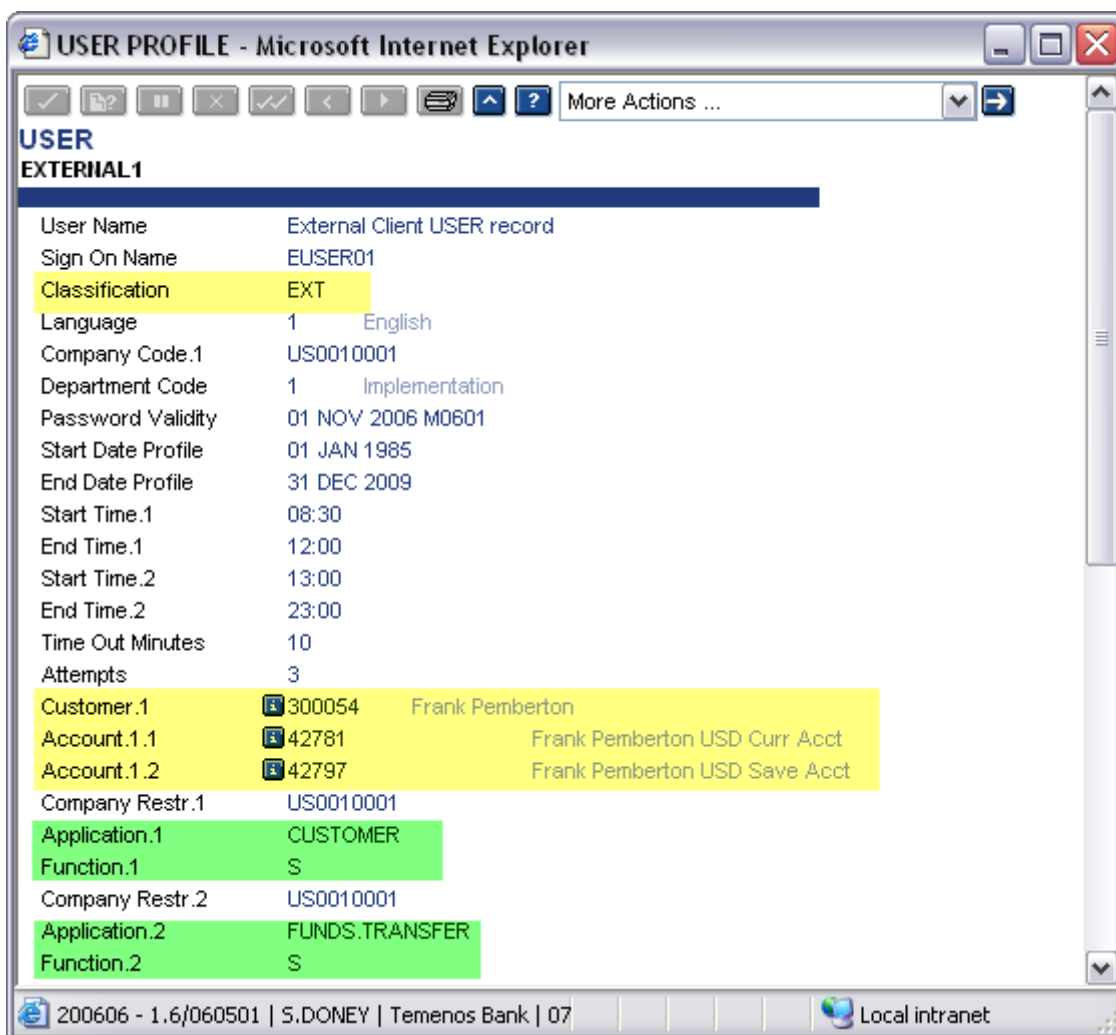 USER PROFILE - Microsoft Internet Explorer
More Actions ...
USER
EXTERNAL1
User Name External Client USER record
Sign On Name EUSER01
Classification EXT
Language 1 English
Company Code.1 US0010001
Department Code 1 Implementation
Password Validity 01 NOV 2006 M0601
Start Date Profile 01 JAN 1985
End Date Profile 31 DEC 2009
Start Time.1 08:30
End Time.1 12:00
Start Time.2 13:00
End Time.2 23:00
Time Out Minutes 10
Attempts 3
Customer.1 300054 Frank Pemberton
Account.1.1 42781 Frank Pemberton USD Curr Acct
Account.1.2 42797 Frank Pemberton USD Save Acct
Company Restr.1 US0010001
Application.1 CUSTOMER
Function.1 S
Company Restr.2 US0010001
Application.2 FUNDS.TRANSFER
Function.2 S
200606 - 1.6/060501 | S.DONEY | Temenos Bank | 07 Local intranet